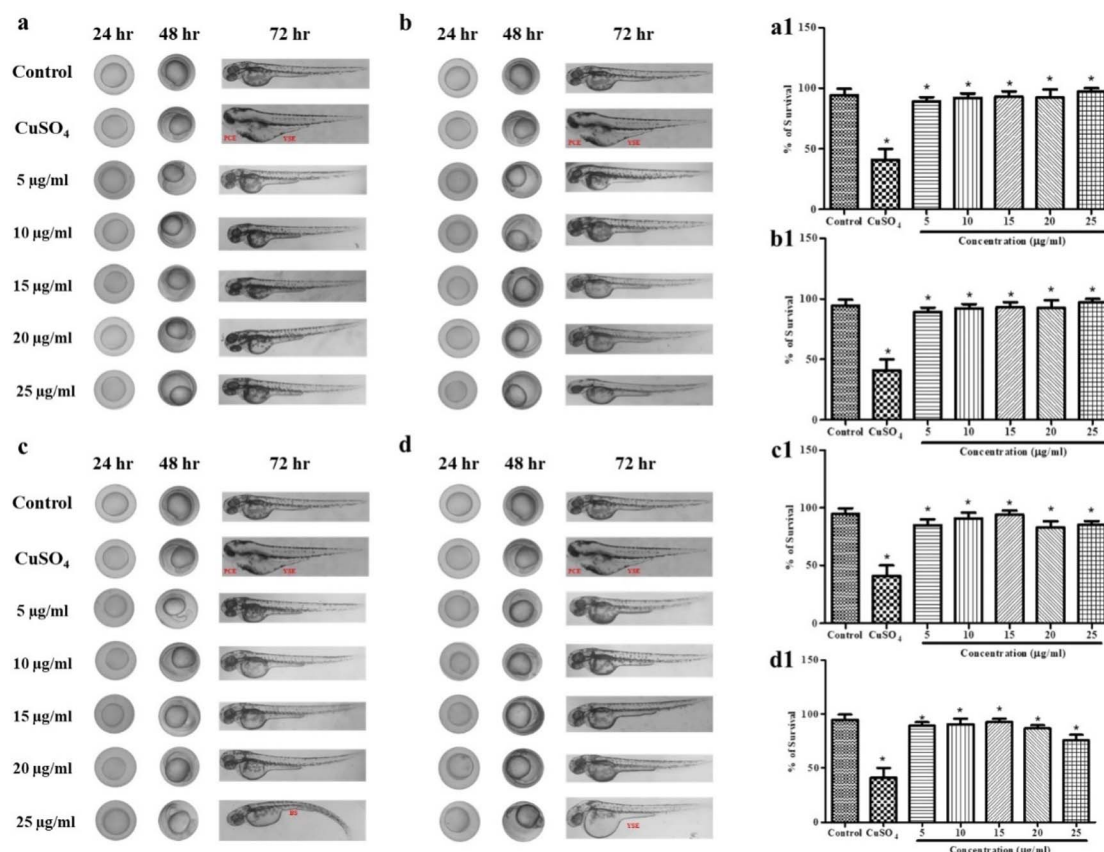 a
24 hr 48 hr 72 hr
Control
CuSO₄
PCE YSE
5 µg/ml
10 µg/ml
15 µg/ml
20 µg/ml
25 µg/ml
b
24 hr 48 hr 72 hr
PCE YSE
a1
% of Survival
150
100
50
0
* * * * * *
Control CuSO₄ 5 10 15 20 25
Concentration (µg/ml)
b1
% of Survival
150
100
50
0
* * * * * *
Control CuSO₄ 5 10 15 20 25
Concentration (µg/ml)
c
24 hr 48 hr 72 hr
Control
CuSO₄
PCE YSE
5 µg/ml
10 µg/ml
15 µg/ml
20 µg/ml
25 µg/ml
BS
d
24 hr 48 hr 72 hr
PCE YSE
YSE
c1
% of Survival
150
100
50
0
* * * * * *
Control CuSO₄ 5 10 15 20 25
Concentration (µg/ml)
d1
% of Survival
150
100
50
0
* * * * * *
Control CuSO₄ 5 10 15 20 25
Concentration (µg/ml)